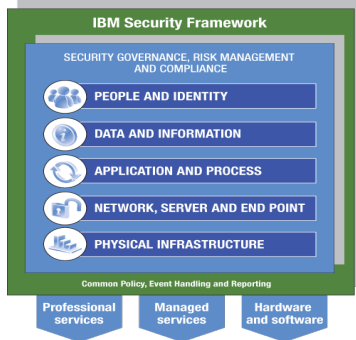 IBM Security Framework
SECURITY GOVERNANCE, RISK MANAGEMENT
AND COMPLIANCE
PEOPLE AND IDENTITY
DATA AND INFORMATION
APPLICATION AND PROCESS
NETWORK, SERVER AND END POINT
PHYSICAL INFRASTRUCTURE
Common Policy, Event Handling and Reporting
Professional
services
Managed
services
Hardware
and software